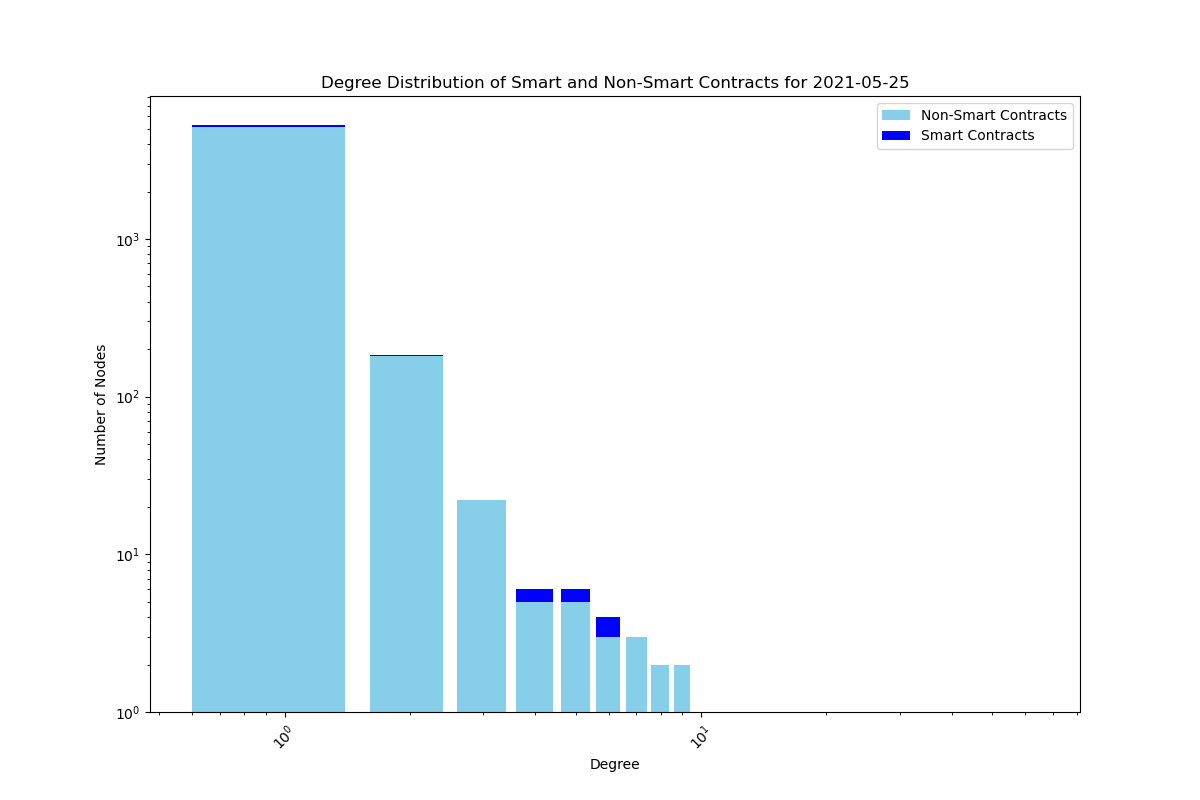 Degree Distribution of Smart and Non-Smart Contracts for 2021-05-25
Non-Smart Contracts
Smart Contracts
Number of Nodes
10³
10²
10¹
10⁰
10⁰
10¹
Degree